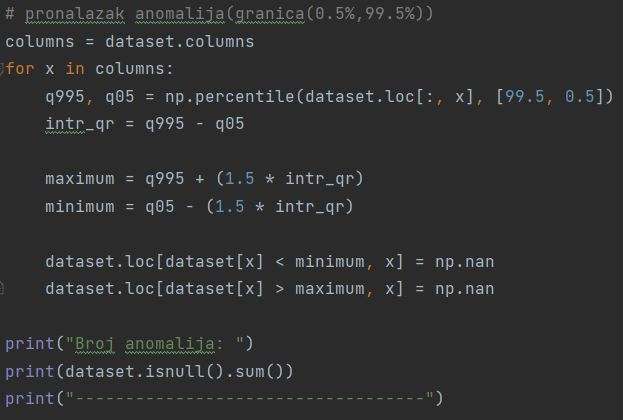 # pronalazak anomalija(granica(0.5%,99.5%))
columns = dataset.columns
for x in columns:
    q995, q05 = np.percentile(dataset.loc[:, x], [99.5, 0.5])
    intr_qr = q995 - q05

    maximum = q995 + (1.5 * intr_qr)
    minimum = q05 - (1.5 * intr_qr)

    dataset.loc[dataset[x] < minimum, x] = np.nan
    dataset.loc[dataset[x] > maximum, x] = np.nan

print("Broj anomalija: ")
print(dataset.isnull().sum())
print("-----------------------------------")